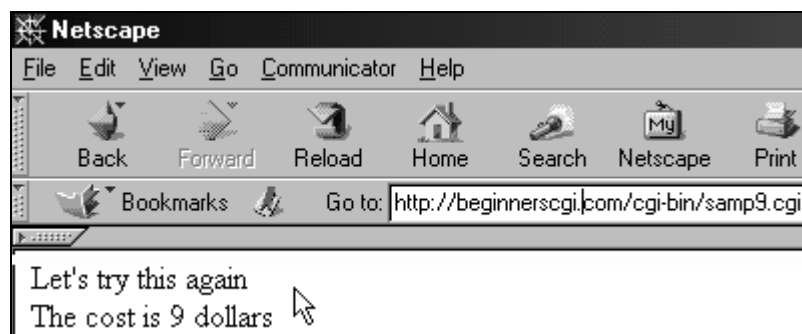 Netscape
File Edit View Go Communicator Help
My
Back Forward Reload Home Search Netscape Print
Bookmarks Go to: http://beginnerscgi.com/cgi-bin/samp9.cgi
Let's try this again
The cost is 9 dollars